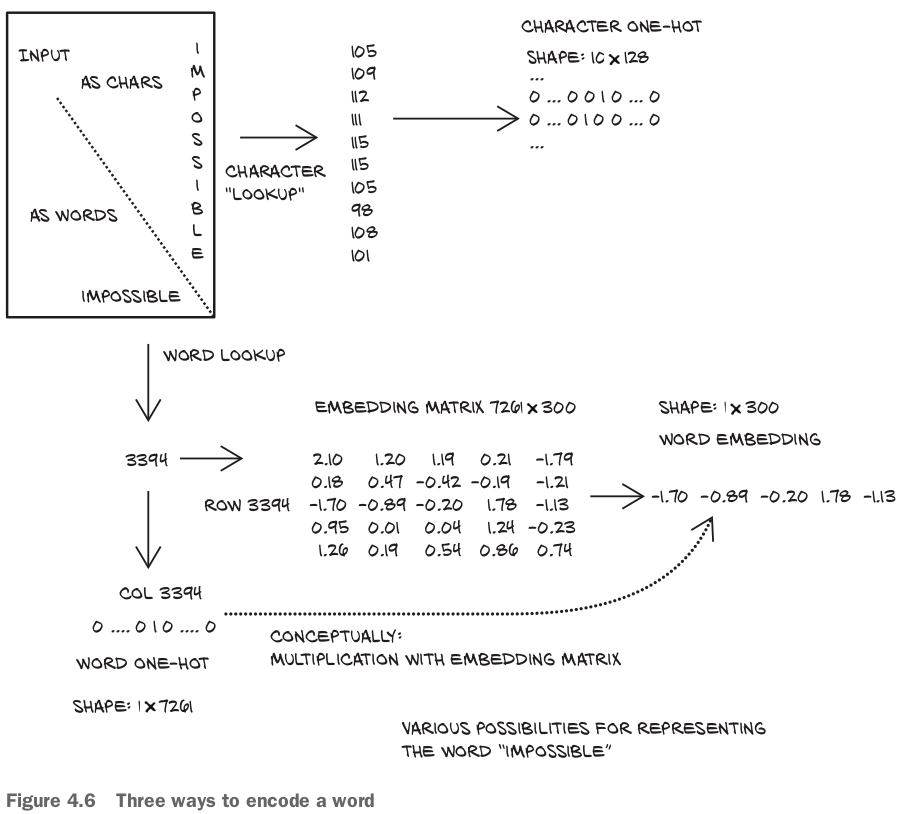 INPUT
AS CHARS
I
M
P
O
S
S
I
B
L
E
AS WORDS
IMPOSSIBLE
CHARACTER
"LOOKUP"
105
109
112
111
115
115
105
98
108
101
CHARACTER ONE-HOT
SHAPE: 10 x 128
...
0 ... 0 0 1 0 ... 0
0 ... 0 1 0 0 ... 0
...
WORD LOOKUP
3394
EMBEDDING MATRIX 7261 x 300
2.10 1.20 1.19 0.21 -1.79
0.18 0.47 -0.42 -0.19 -1.21
ROW 3394 -1.70 -0.89 -0.20 1.78 -1.13
0.95 0.01 0.04 1.24 -0.23
1.26 0.19 0.54 0.86 0.74
SHAPE: 1 x 300
WORD EMBEDDING
-1.70 -0.89 -0.20 1.78 -1.13
COL 3394
0 .... 0 1 0 .... 0
WORD ONE-HOT
SHAPE: 1 x 7261
CONCEPTUALLY:
MULTIPLICATION WITH EMBEDDING MATRIX
VARIOUS POSSIBILITIES FOR REPRESENTING
THE WORD "IMPOSSIBLE"
Figure 4.6 Three ways to encode a word